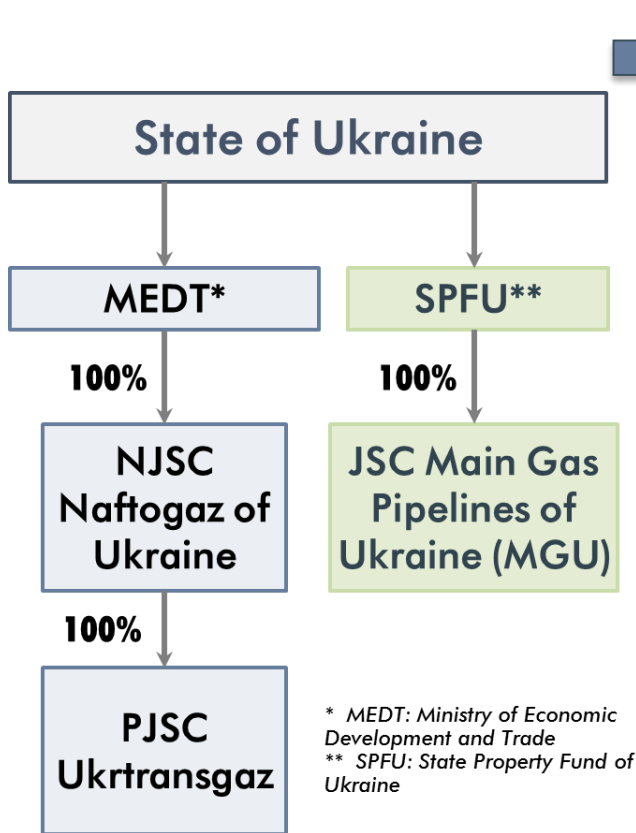 State of Ukraine
MEDT*
SPFU**
100%
100%
NJSC
Naftogaz of
Ukraine
JSC Main Gas
Pipelines of
Ukraine (MGU)
100%
PJSC
Ukrtransgaz
* MEDT: Ministry of Economic
Development and Trade
** SPFU: State Property Fund of
Ukraine